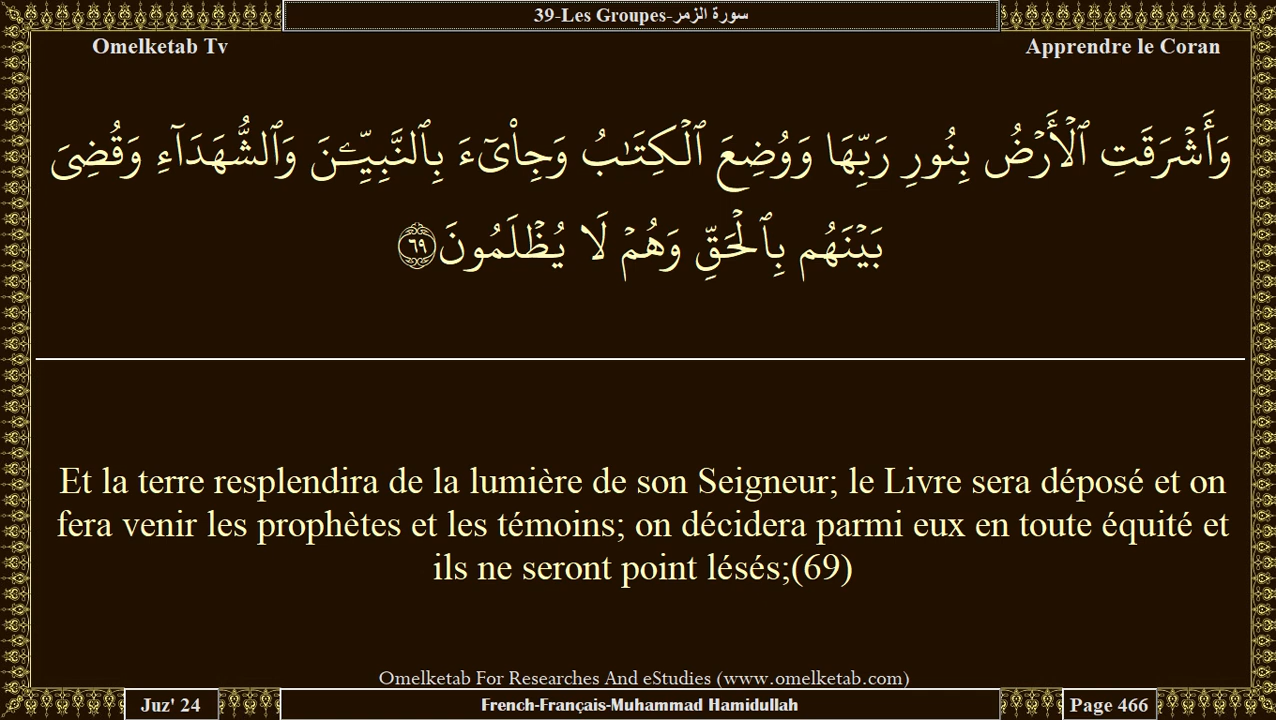 39-Les Groupes-سورة الزمر
Omelketab Tv
Apprendre le Coran
وَأَشْرَقَتِ ٱلْأَرْضُ بِنُورِ رَبِّهَا وَوُضِعَ ٱلْكِتَـٰبُ وَجِا۟ىٓءَ بِٱلنَّبِيِّـۧنَ وَٱلشُّهَدَآءِ وَقُضِىَ
بَيْنَهُم بِٱلْحَقِّ وَهُمْ لَا يُظْلَمُونَ ﴿٦٩﴾
Et la terre resplendira de la lumière de son Seigneur; le Livre sera déposé et on
fera venir les prophètes et les témoins; on décidera parmi eux en toute équité et
ils ne seront point lésés;(69)
Omelketab For Researches And eStudies (www.omelketab.com)
Juz' 24
French-Français-Muhammad Hamidullah
Page 466